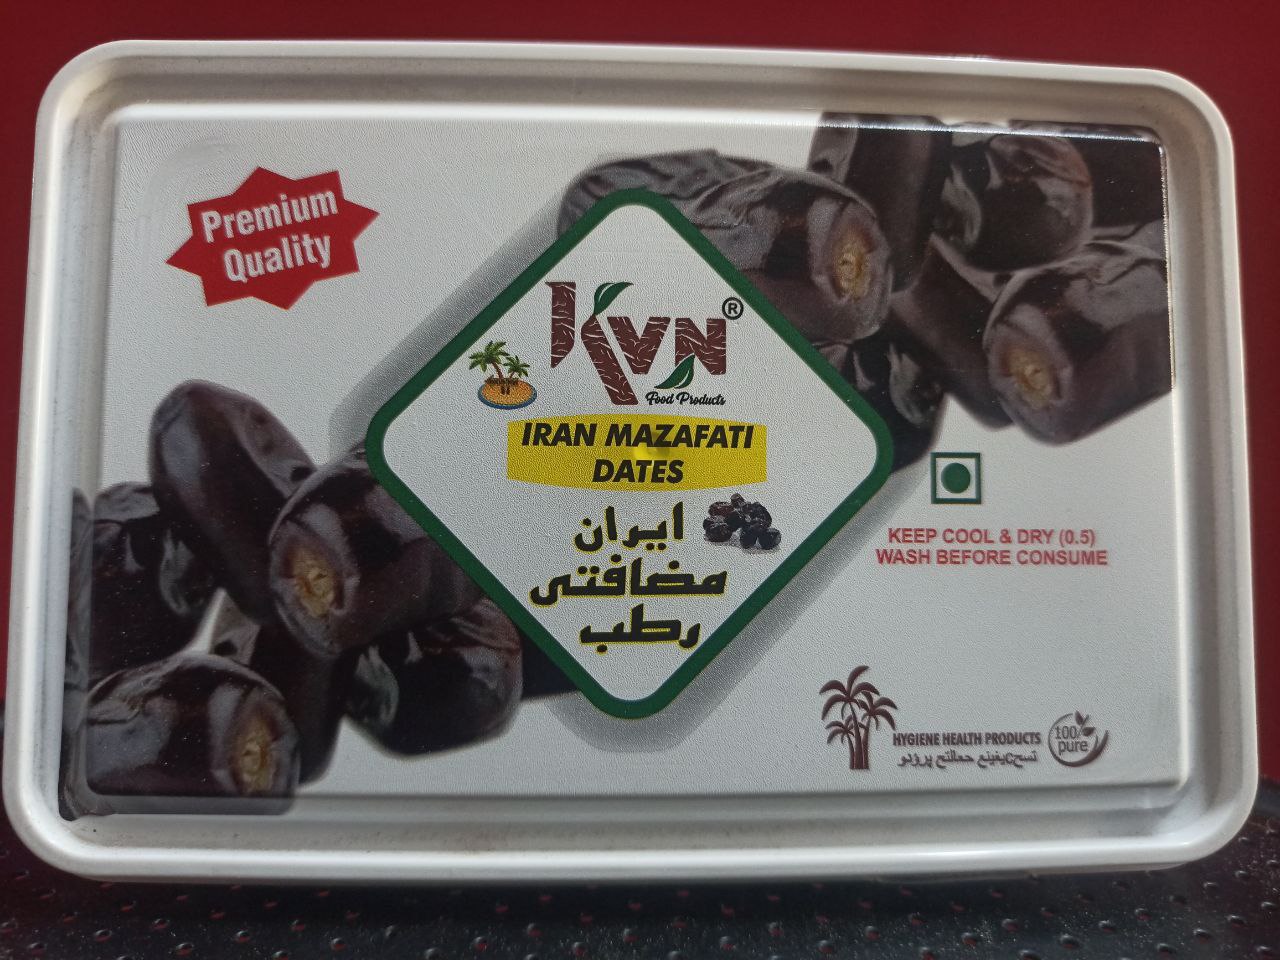 Premium
Quality
KVN®
Food Products
IRAN MAZAFATI
DATES
ایران
مضافتی
رطب
KEEP COOL & DRY (0.5)
WASH BEFORE CONSUME
HYGIENE HEALTH PRODUCTS
100%
pure